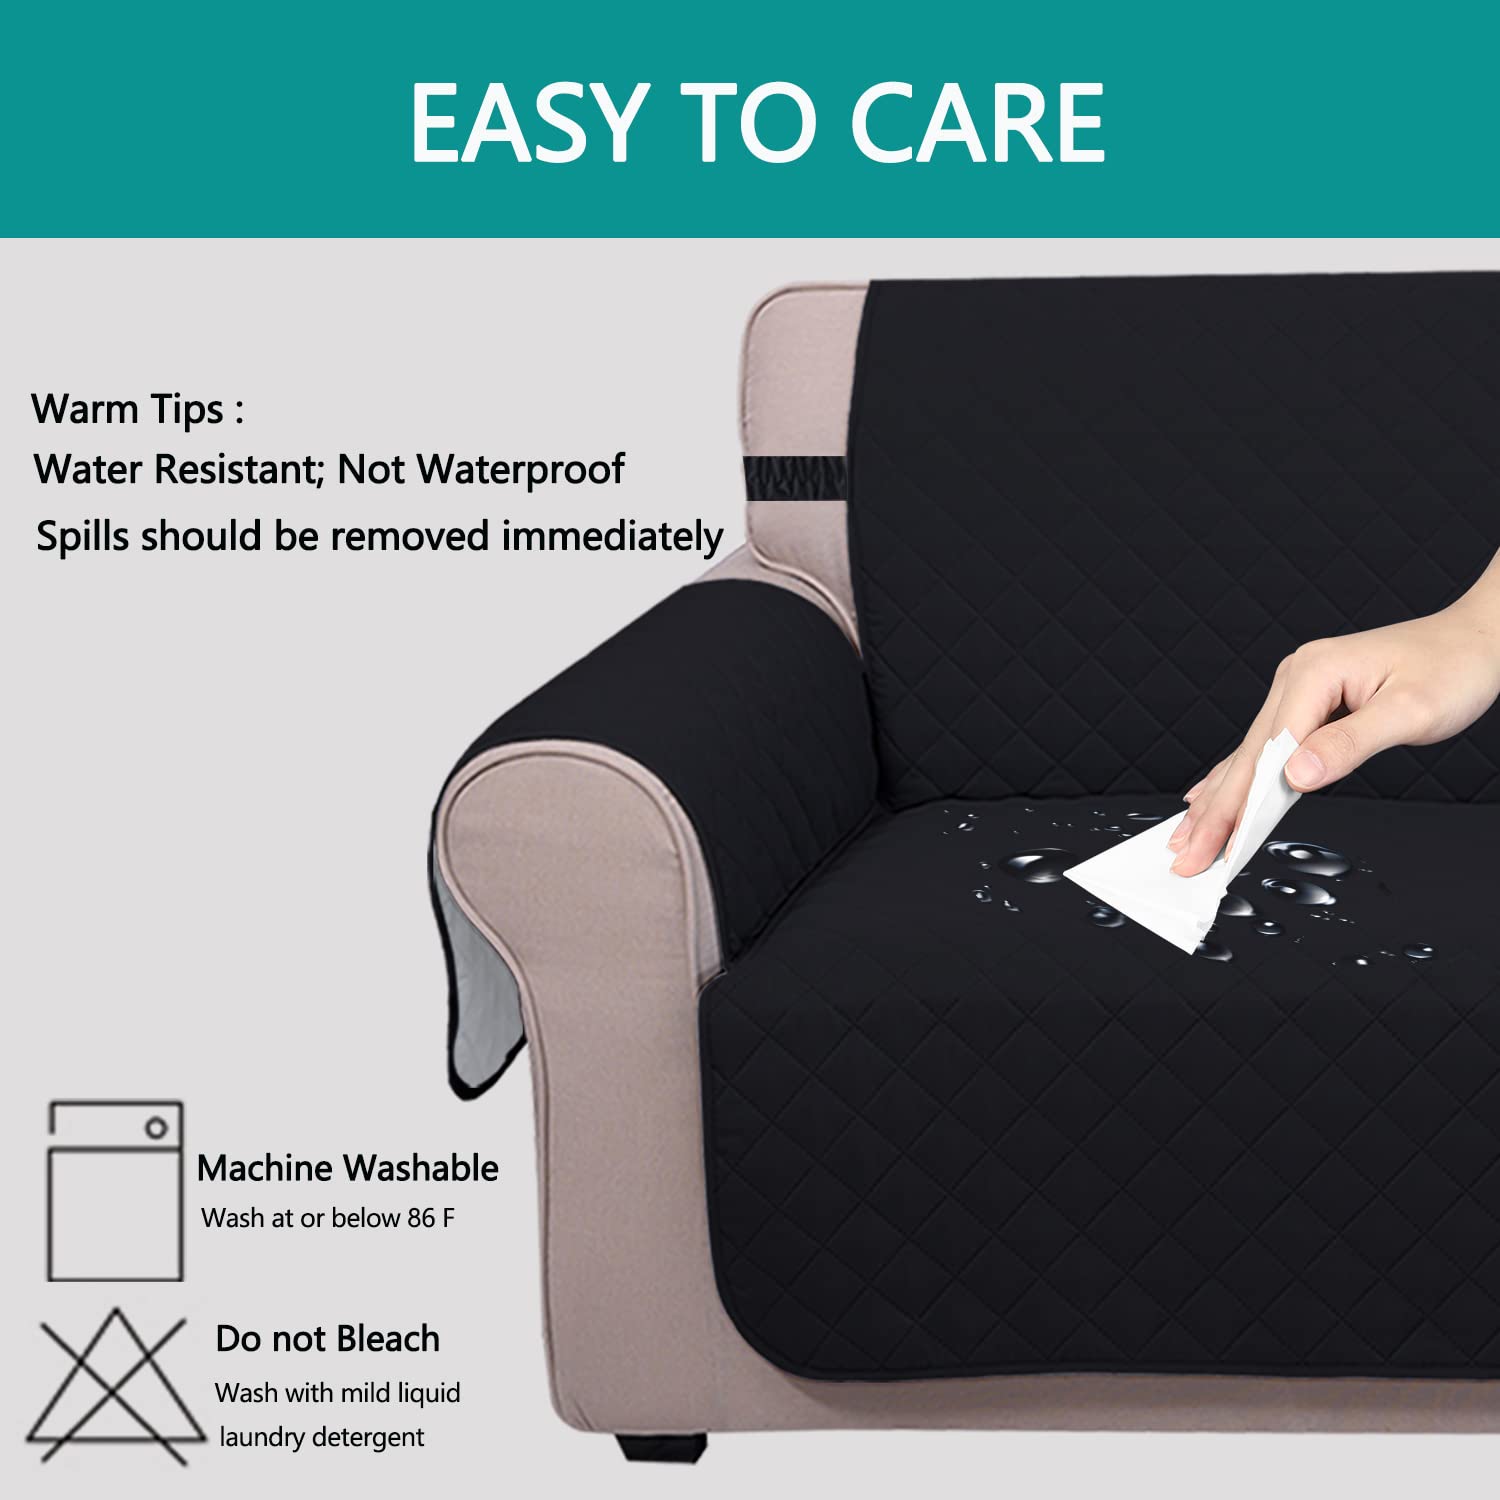 EASY TO CARE
Warm Tips :
Water Resistant; Not Waterproof
Spills should be removed immediately
Machine Washable
Wash at or below 86 F
Do not Bleach
Wash with mild liquid
laundry detergent